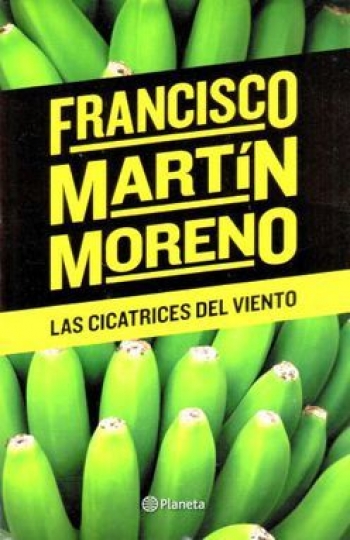 FRANCISCO
MARTÍN
MORENO
LAS CICATRICES DEL VIENTO
Planeta